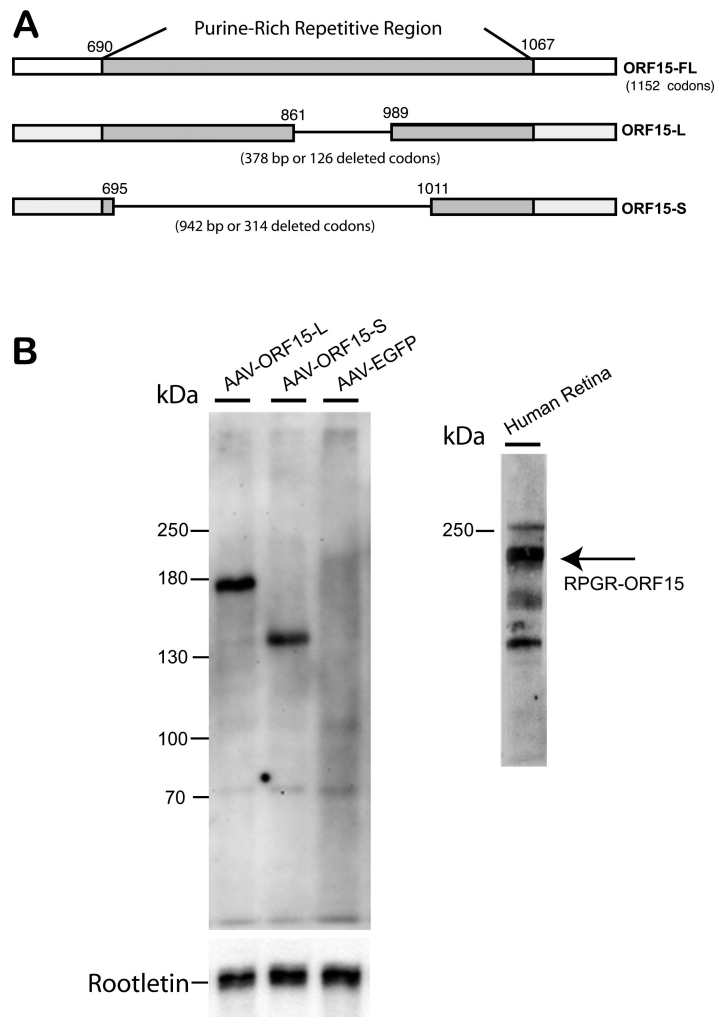 A
Purine-Rich Repetitive Region
690
1067
ORF15-FL
(1152 codons)
861
989
ORF15-L
(378 bp or 126 deleted codons)
695
1011
ORF15-S
(942 bp or 314 deleted codons)
B
AAV-ORF15-L
AAV-ORF15-S
AAV-EGFP
kDa
250
180
130
100
70
Rootletin
Human Retina
kDa
250
RPGR-ORF15